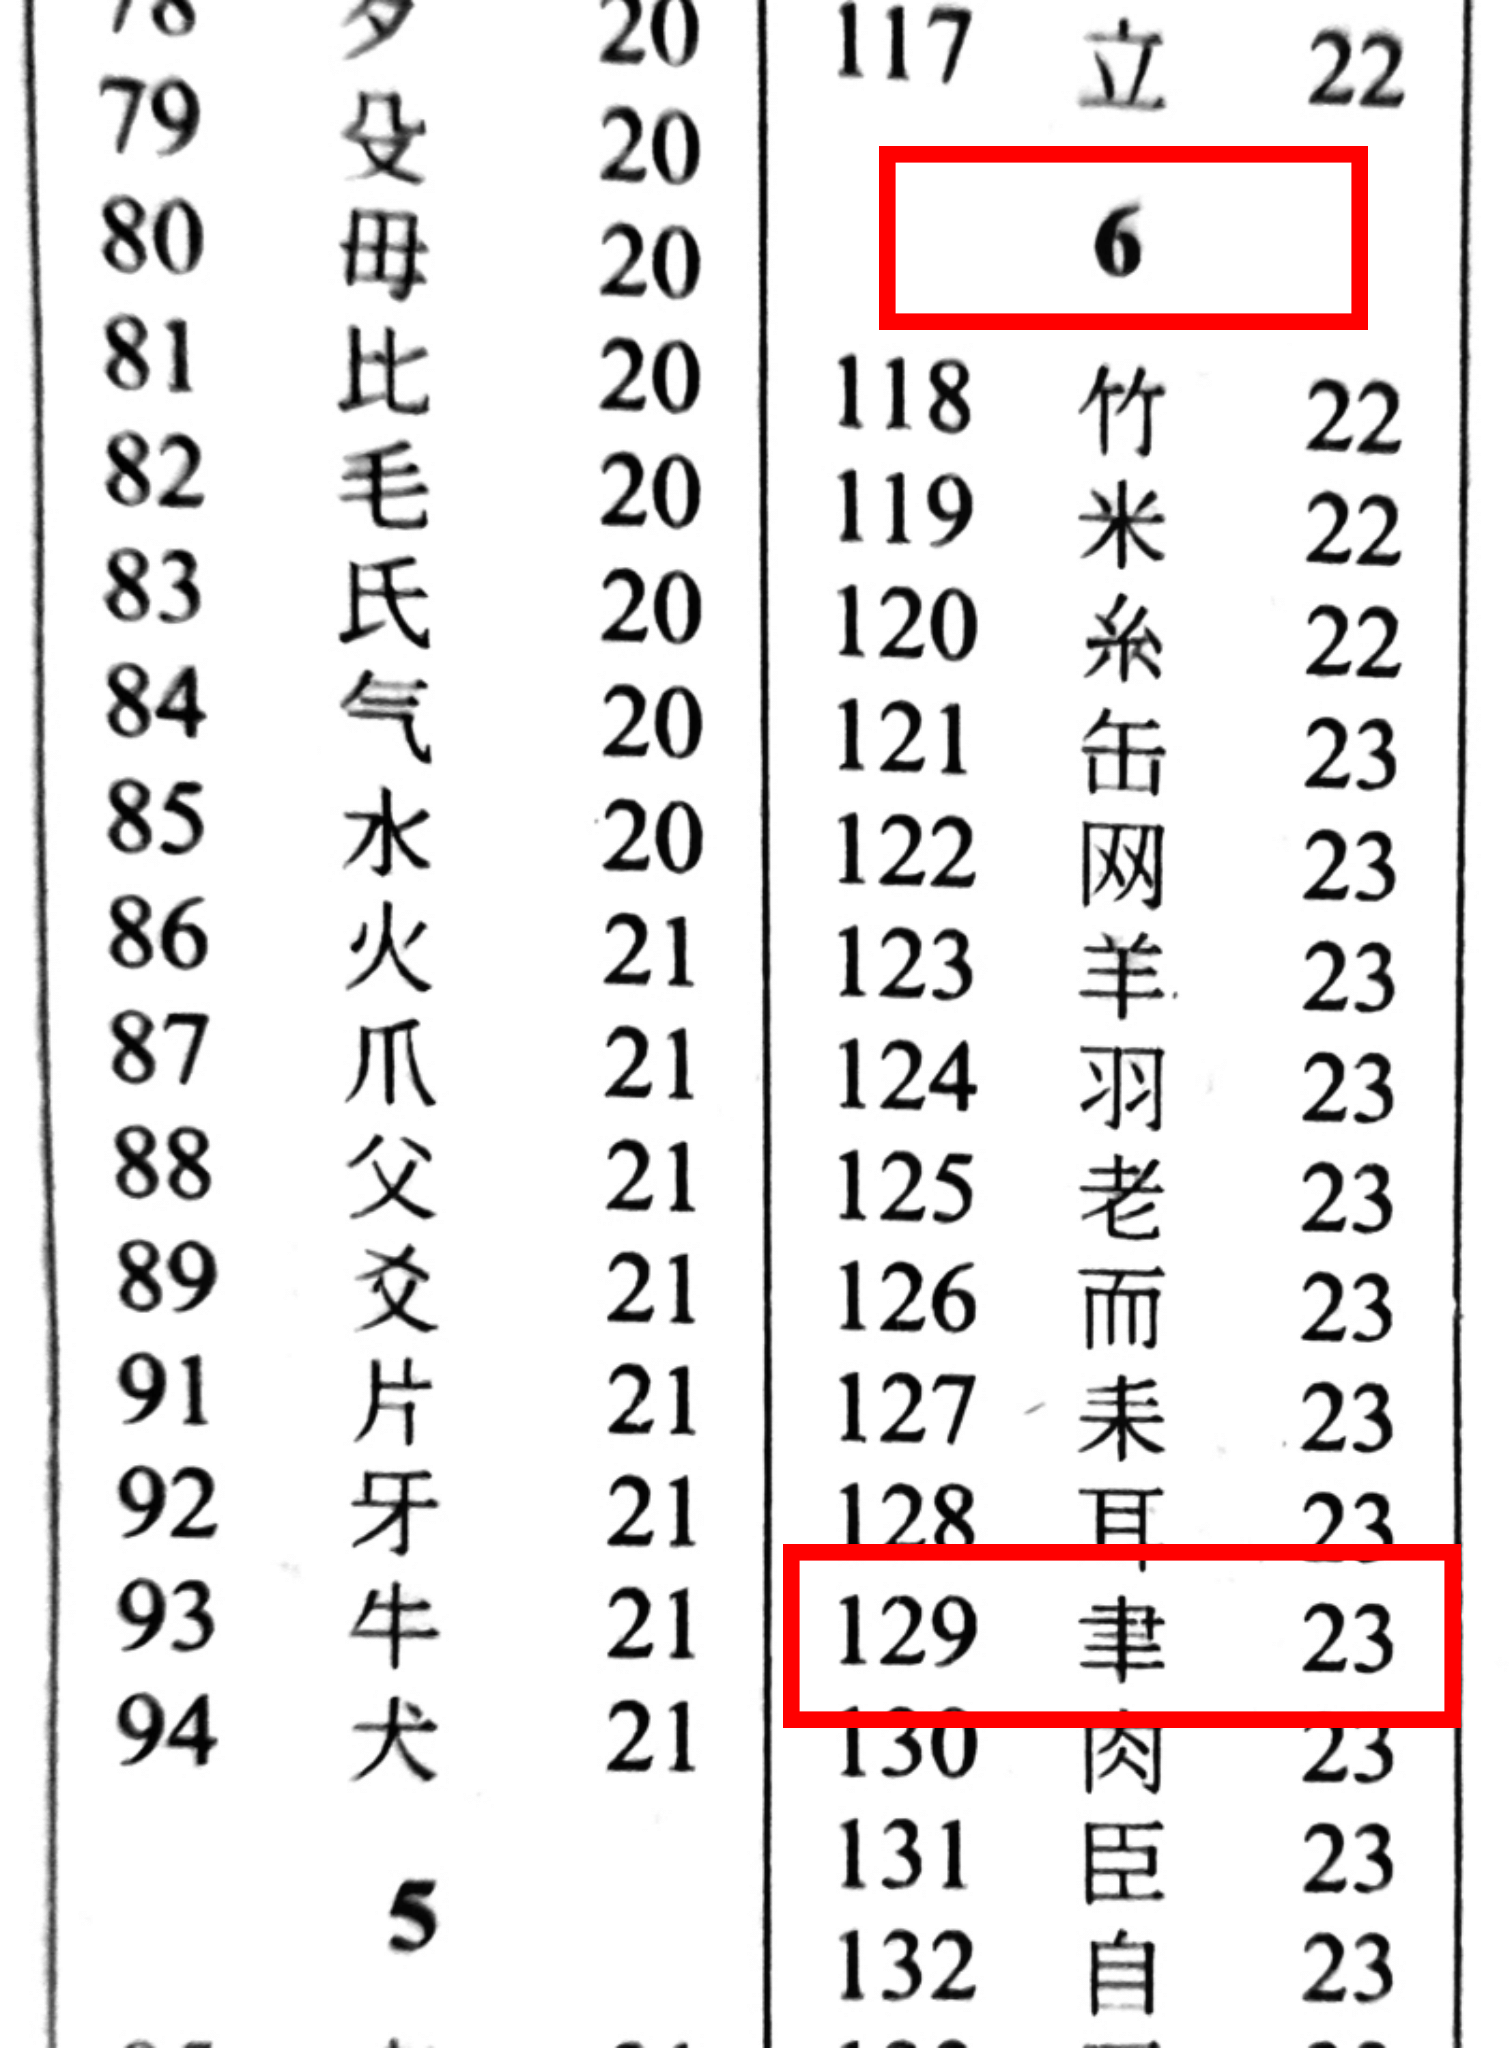 78 歹 20
79 殳 20
80 毋 20
81 比 20
82 毛 20
83 氏 20
84 气 20
85 水 20
86 火 21
87 爪 21
88 父 21
89 爻 21
91 片 21
92 牙 21
93 牛 21
94 犬 21
5
117 立 22
6
118 竹 22
119 米 22
120 糸 22
121 缶 23
122 网 23
123 羊 23
124 羽 23
125 老 23
126 而 23
127 耒 23
128 耳 23
129 聿 23
130 肉 23
131 臣 23
132 自 23